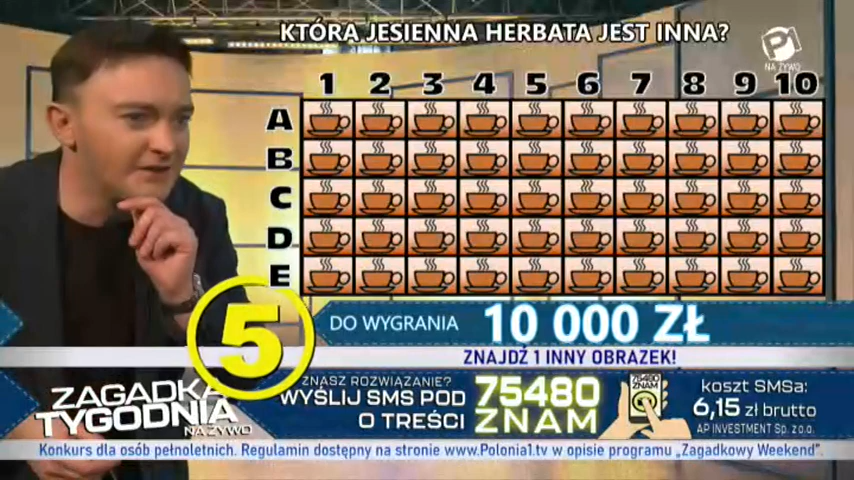 KTÓRA JESIENNA HERBATA JEST INNA?
P1
NA ŻYWO
1 2 3 4 5 6 7 8 9 10
A
B
C
D
E
5
DO WYGRANIA 10 000 ZŁ
ZNAJDŹ 1 INNY OBRAZEK!
ZAGADKA
TYGODNIA
NA ŻYWO
ZNASZ ROZWIĄZANIE?
WYŚLIJ SMS POD
O TREŚCI
75480
ZNAM
75480
ZNAM
koszt SMSa:
6,15 zł brutto
AP INVESTMENT Sp. z o.o.
Konkurs dla osób pełnoletnich. Regulamin dostępny na stronie www.Polonia1.tv w opisie programu „Zagadkowy Weekend".